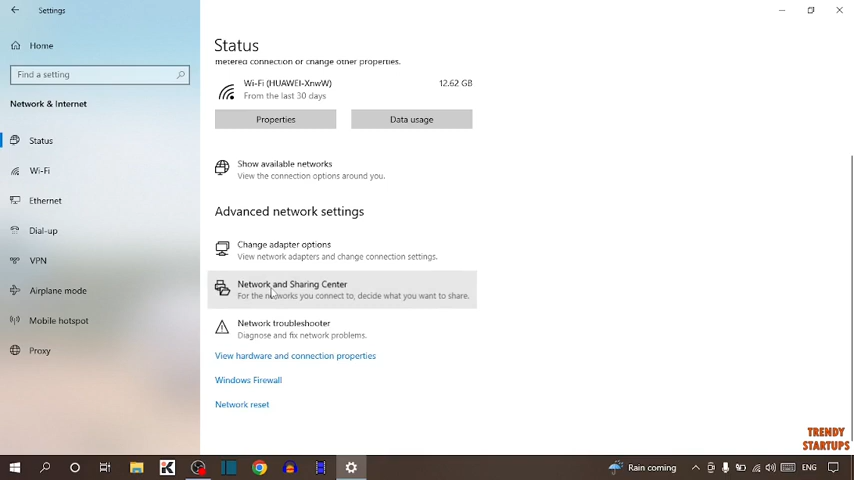 Settings
Home
Find a setting
Network & Internet
Status
Wi-Fi
Ethernet
Dial-up
VPN
Airplane mode
Mobile hotspot
Proxy
Status
metered connection or change other properties.
Wi-Fi (HUAWEI-XnwW)
12.62 GB
From the last 30 days
Properties
Data usage
Show available networks
View the connection options around you.
Advanced network settings
Change adapter options
View network adapters and change connection settings.
Network and Sharing Center
For the networks you connect to, decide what you want to share.
Network troubleshooter
Diagnose and fix network problems.
View hardware and connection properties
Windows Firewall
Network reset
TRENDY
STARTUPS
Rain coming
ENG